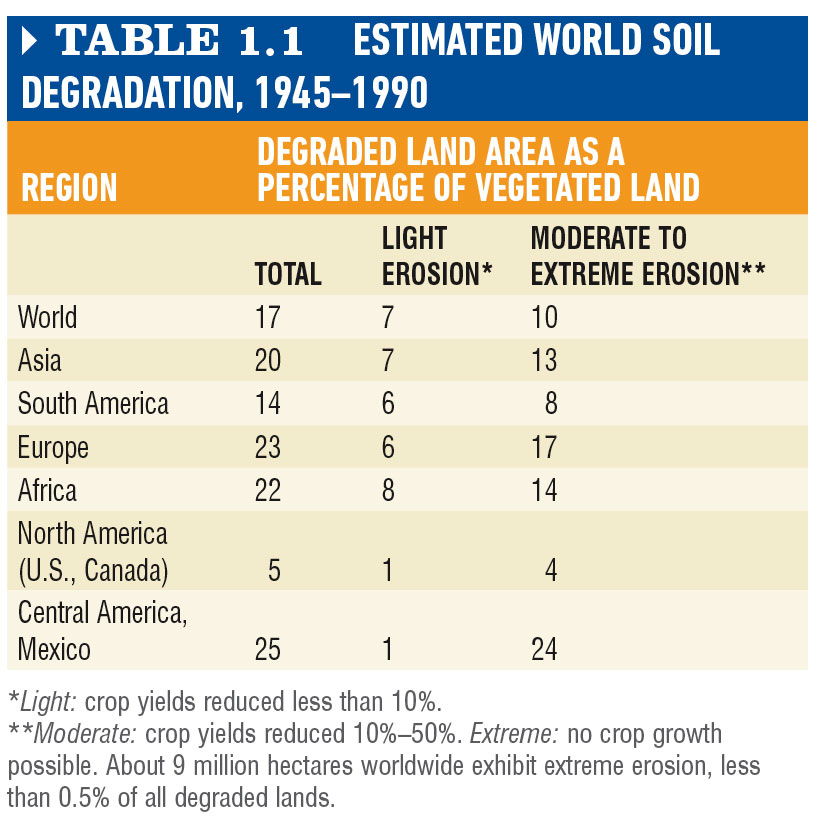 ▶ TABLE 1.1 ESTIMATED WORLD SOIL
DEGRADATION, 1945–1990
REGION
DEGRADED LAND AREA AS A
PERCENTAGE OF VEGETATED LAND
TOTAL
LIGHT
EROSION*
MODERATE TO
EXTREME EROSION**
World 17 7 10
Asia 20 7 13
South America 14 6 8
Europe 23 6 17
Africa 22 8 14
North America
(U.S., Canada) 5 1 4
Central America,
Mexico 25 1 24
*Light: crop yields reduced less than 10%.
**Moderate: crop yields reduced 10%–50%. Extreme: no crop growth
possible. About 9 million hectares worldwide exhibit extreme erosion, less
than 0.5% of all degraded lands.